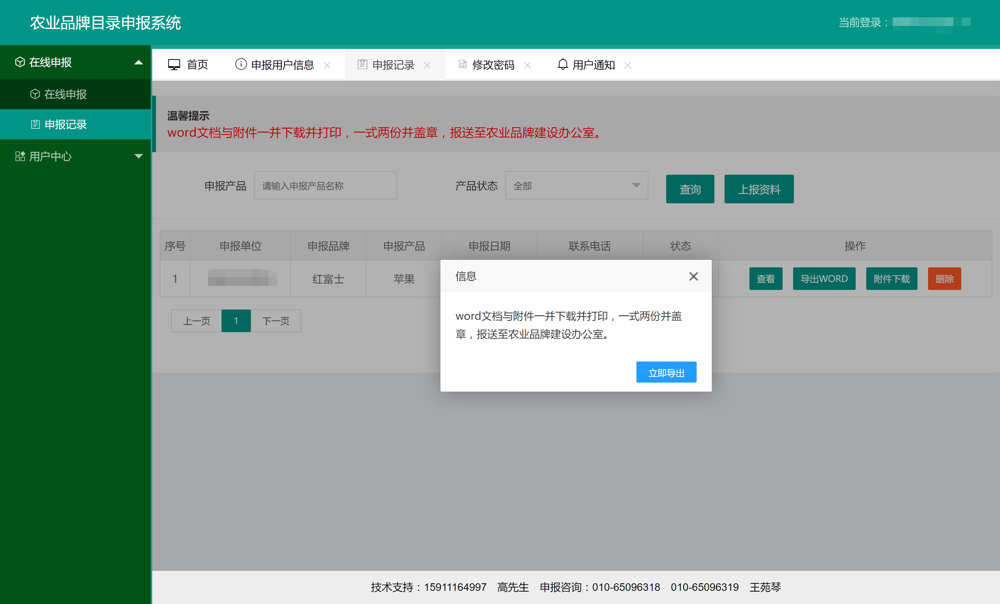 农业品牌目录申报系统
当前登录：
在线申报
在线申报
申报记录
用户中心
首页 申报用户信息 申报记录 修改密码 用户通知
温馨提示
word文档与附件一并下载并打印，一式两份并盖章，报送至农业品牌建设办公室。
申报产品 请输入申报产品名称 产品状态 全部 查询 上报资料
序号 申报单位 申报品牌 申报产品 申报日期 联系电话 状态 操作
1 红富士 苹果 查看 导出WORD 附件下载 删除
上一页 1 下一页
信息
word文档与附件一并下载并打印，一式两份并盖
章，报送至农业品牌建设办公室。
立即导出
技术支持：15911164997 高先生 申报咨询：010-65096318 010-65096319 王苑琴